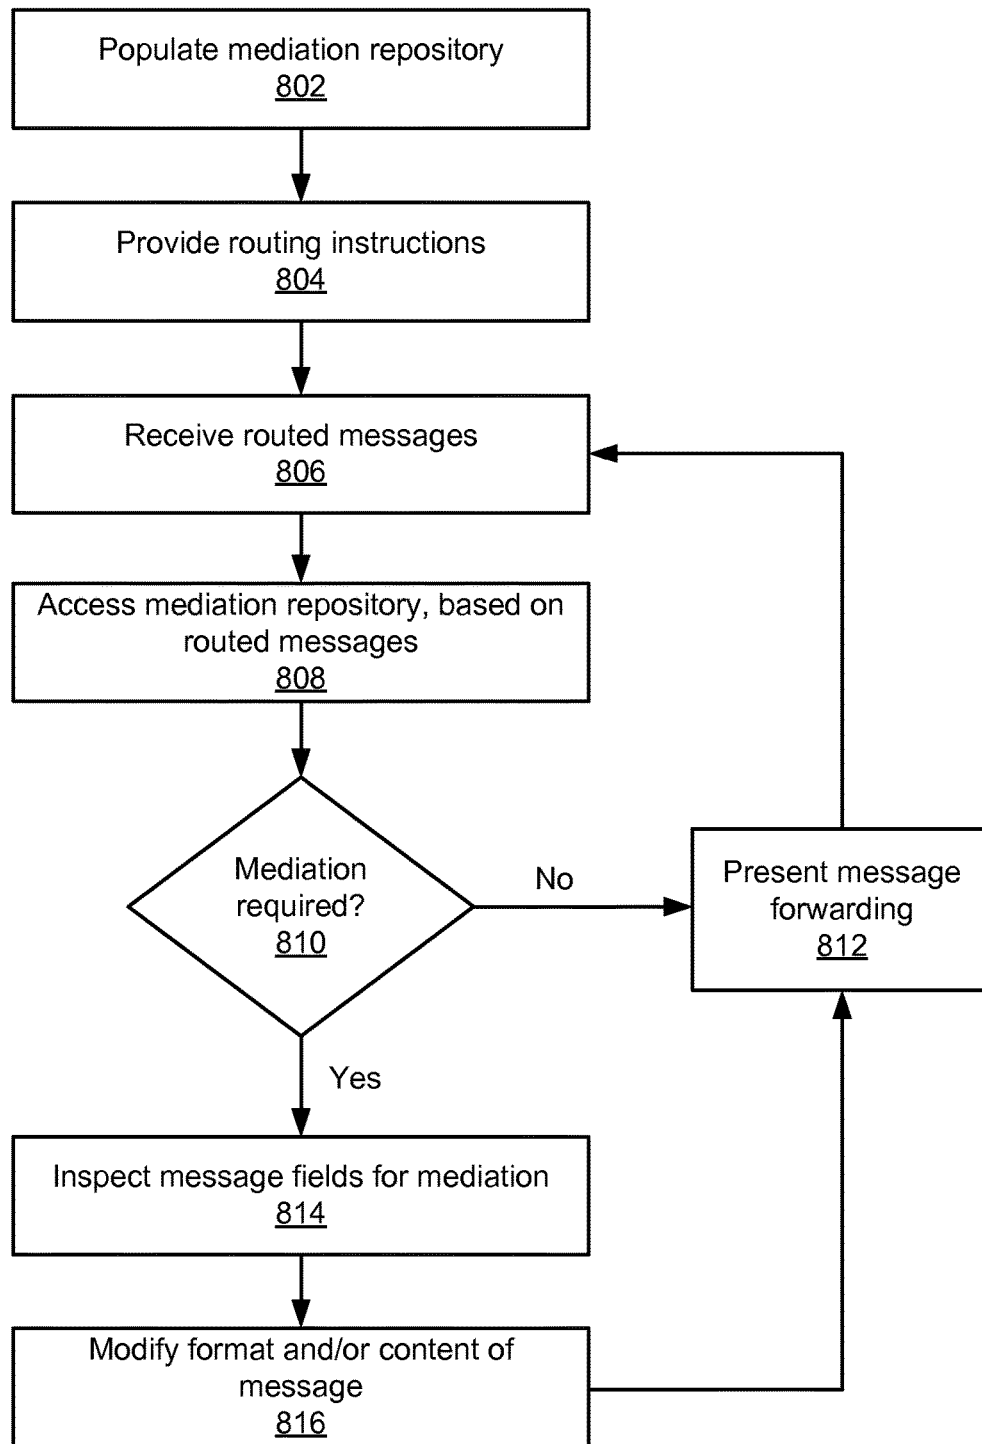 Populate mediation repository
802
Provide routing instructions
804
Receive routed messages
806
Access mediation repository, based on
routed messages
808
Mediation
required?
810
No
Present message
forwarding
812
Yes
Inspect message fields for mediation
814
Modify format and/or content of
message
816